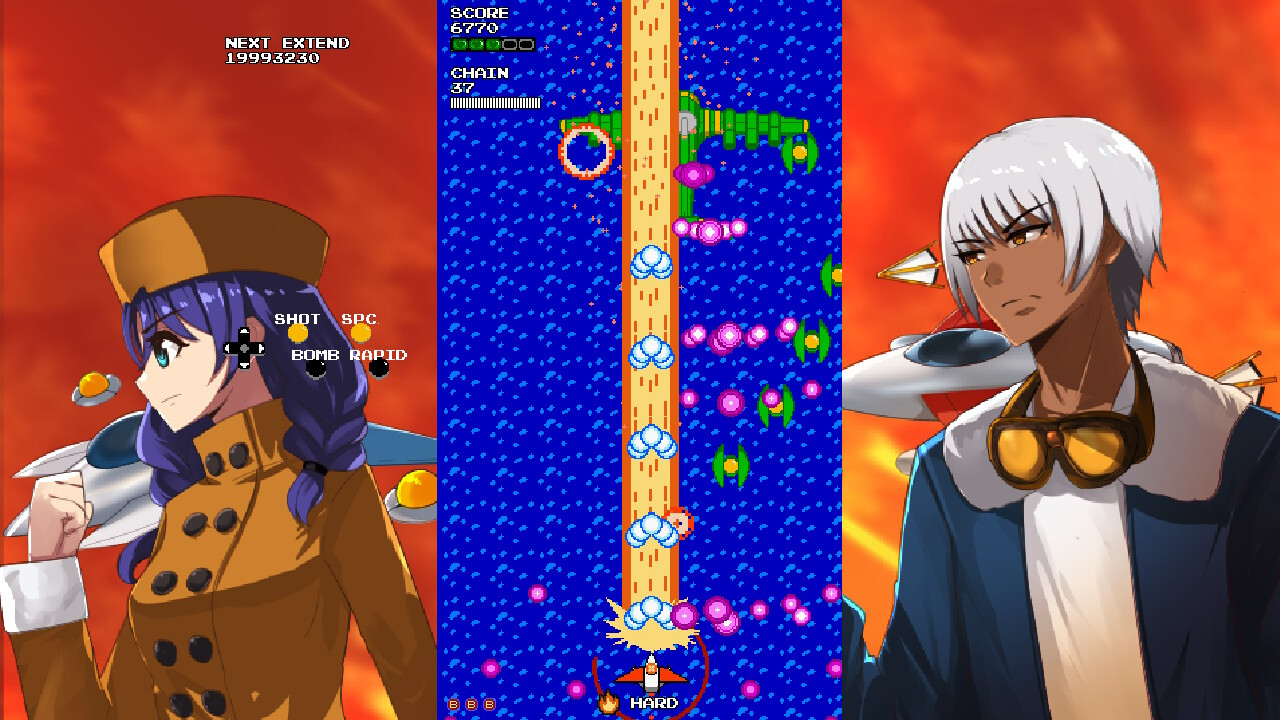 NEXT EXTEND
19993230
SCORE
6770
CHAIN
37
SHOT SPC.
BOMB RAPID
B B B
HARD